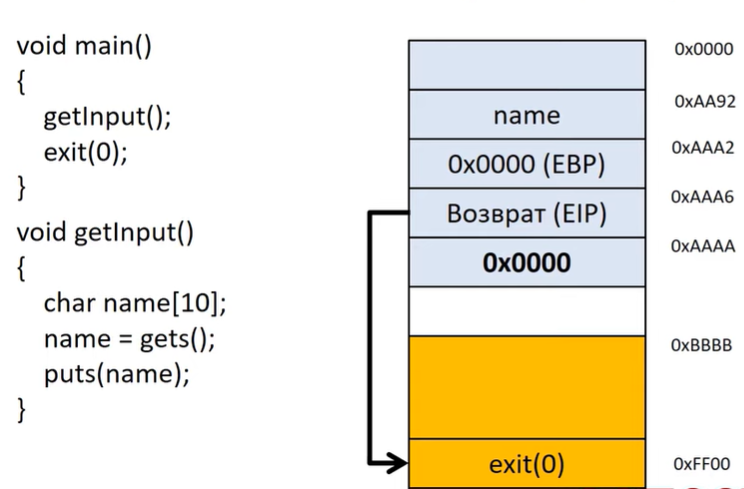 void main()
{
getInput();
exit(0);
}
void getInput()
{
char name[10];
name = gets();
puts(name);
}
0x0000
0xAA92
name
0xAAA2
0x0000 (EBP)
0xAAA6
Возврат (EIP)
0xAAAA
0x0000
0xBBBB
exit(0)
0xFF00